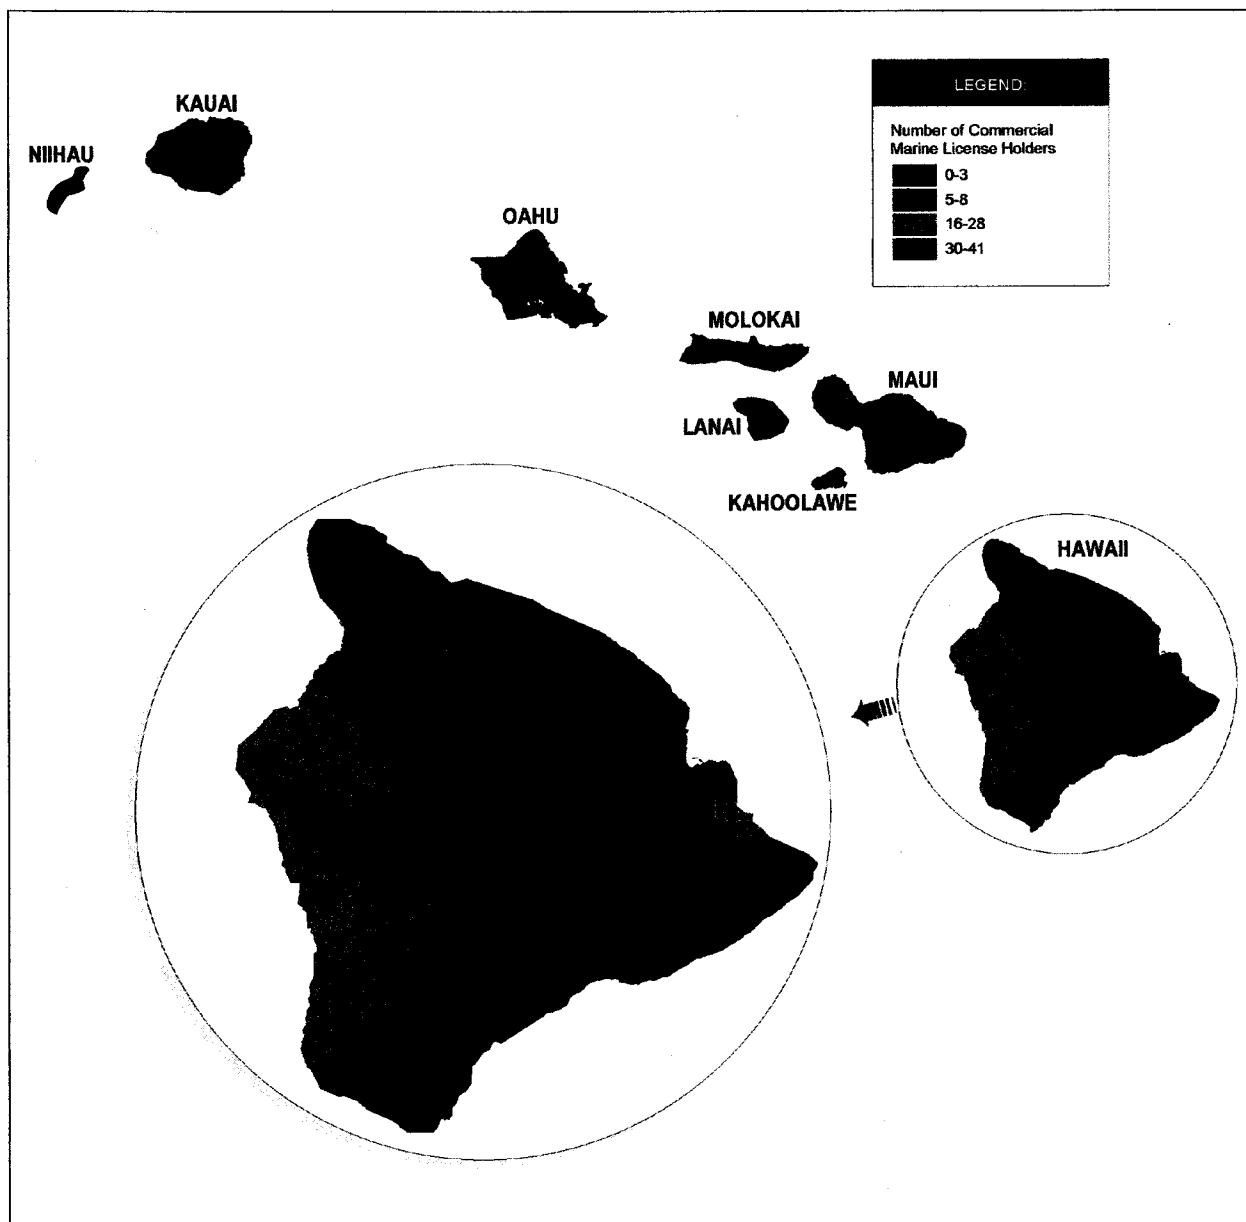 KAUAI
NIIHAU
OAHU
MOLOKAI
MAUI
LANAI
KAHOOLAWE
HAWAII
LEGEND:
Number of Commercial
Marine License Holders
0-3
5-8
16-28
30-41